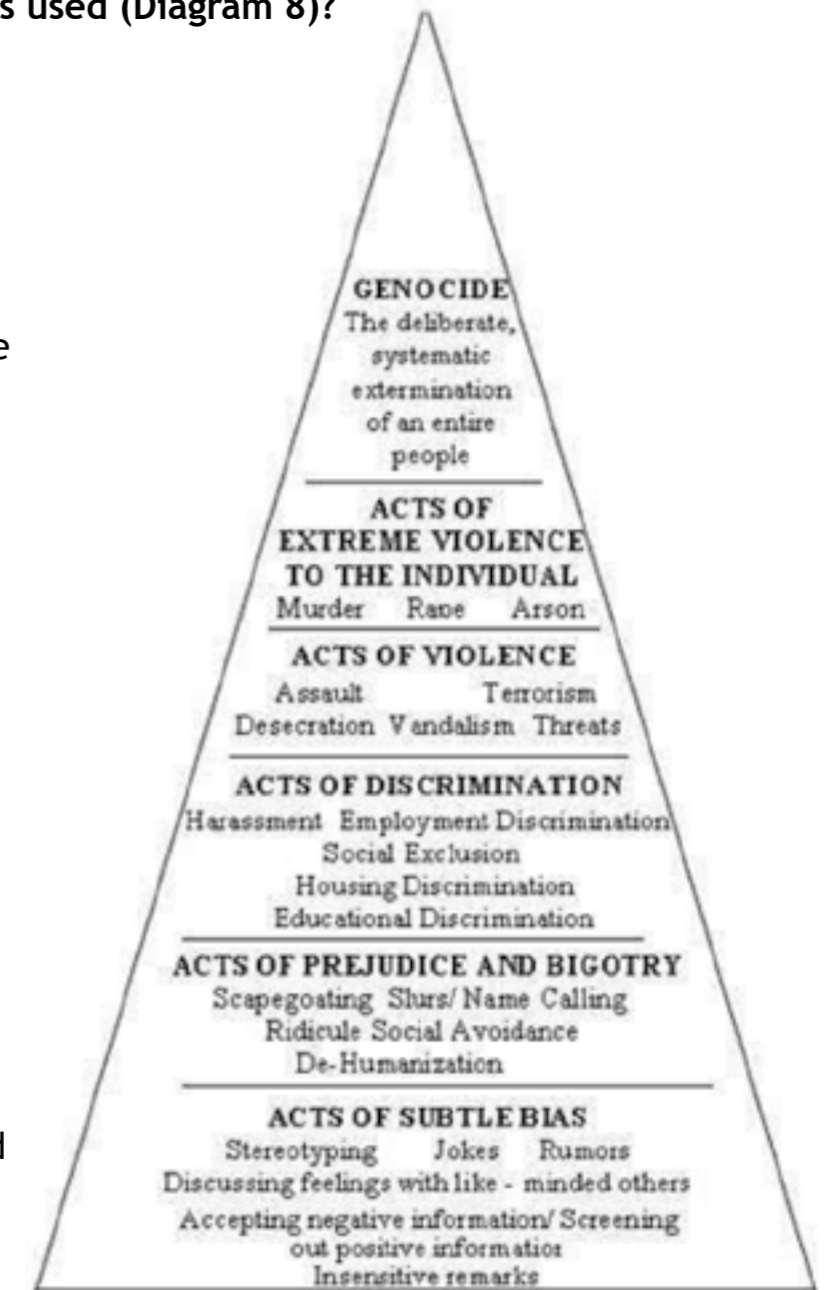 s used (Diagram 8)?
GENOCIDE
The deliberate,
e
systematic
extermination
of an entire
people
ACTS OF
EXTREME VIOLENCE
TO THE INDIVIDUAL
Murder Rape Arson
ACTS OF VIOLENCE
Assault Terrorism
Desecration Vandalism Threats
ACTS OF DISCRIMINATION
Harassment Employment Discrimination
Social Exclusion
Housing Discrimination
Educational Discrimination
ACTS OF PREJUDICE AND BIGOTRY
Scapegoating Slurs/ Name Calling
Ridicule Social Avoidance
De-Humanization
ACTS OF SUBTLE BIAS
d
Stereotyping Jokes Rumors
Discussing feelings with like - minded others
Accepting negative information/ Screening
out positive information
Insensitive remarks